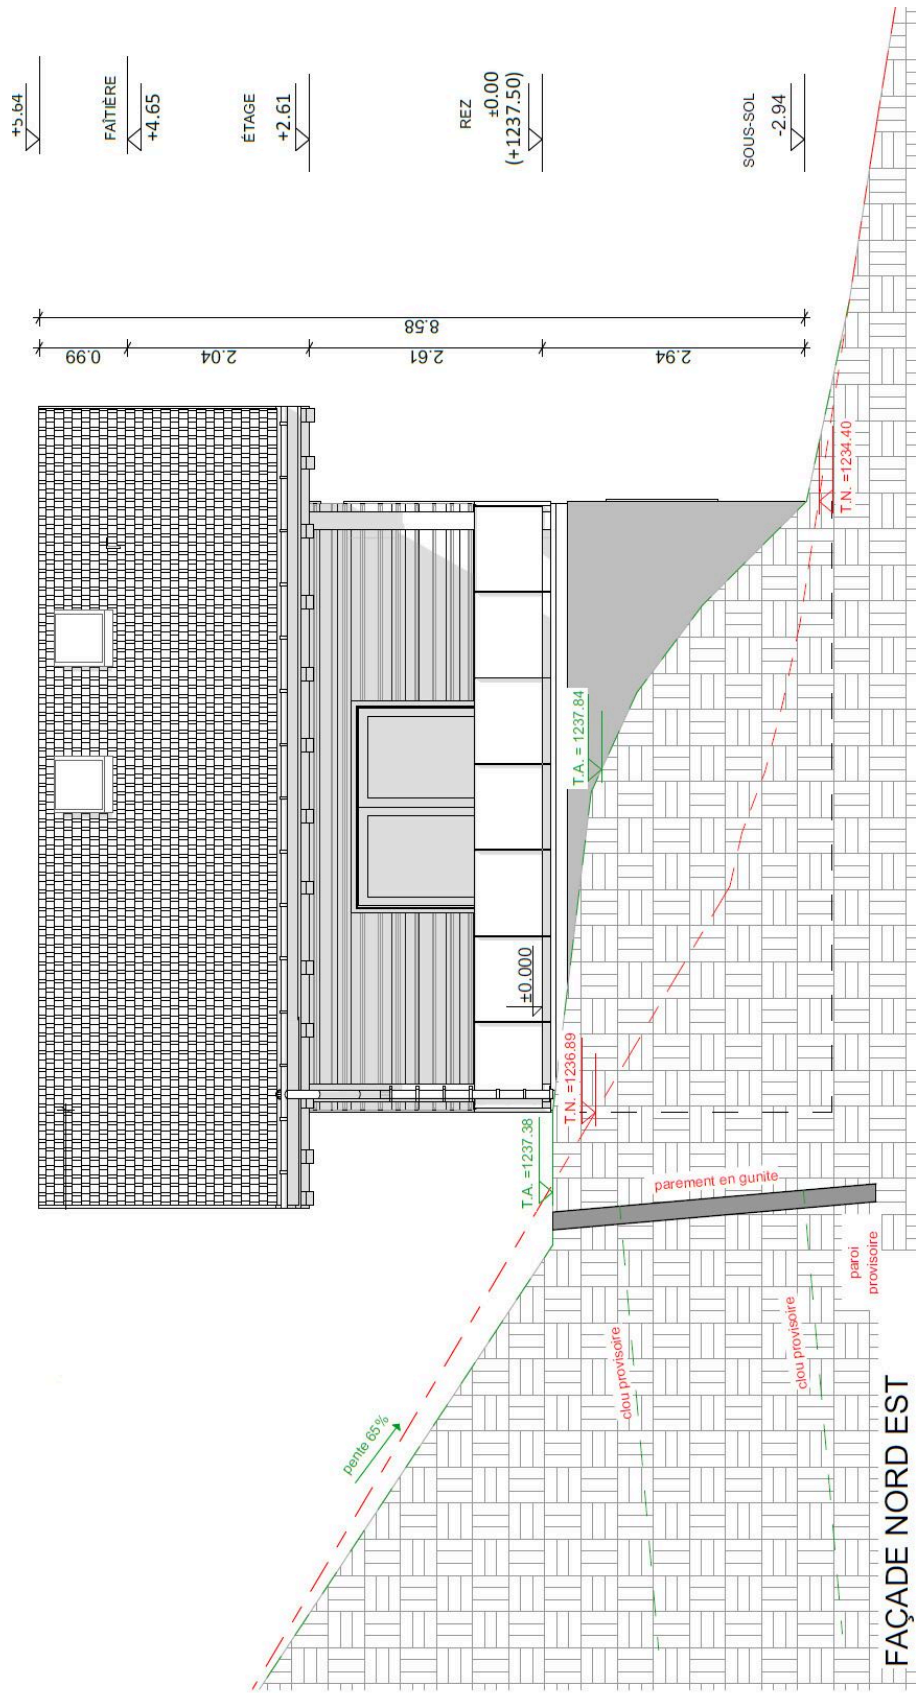 +5.64
FAÎTIÈRE
+4.65
ÉTAGE
+2.61
REZ
±0.00
(+1237.50)
SOUS-SOL
-2.94
8.58
0.99
2.04
2.61
2.94
T.N. =1234.40
T.A. = 1237.84
±0.000
T.N. =1236.89
T.A. =1237.38
parement en gunite
paroi
provisoire
clou provisoire
clou provisoire
pente 65%
FAÇADE NORD EST